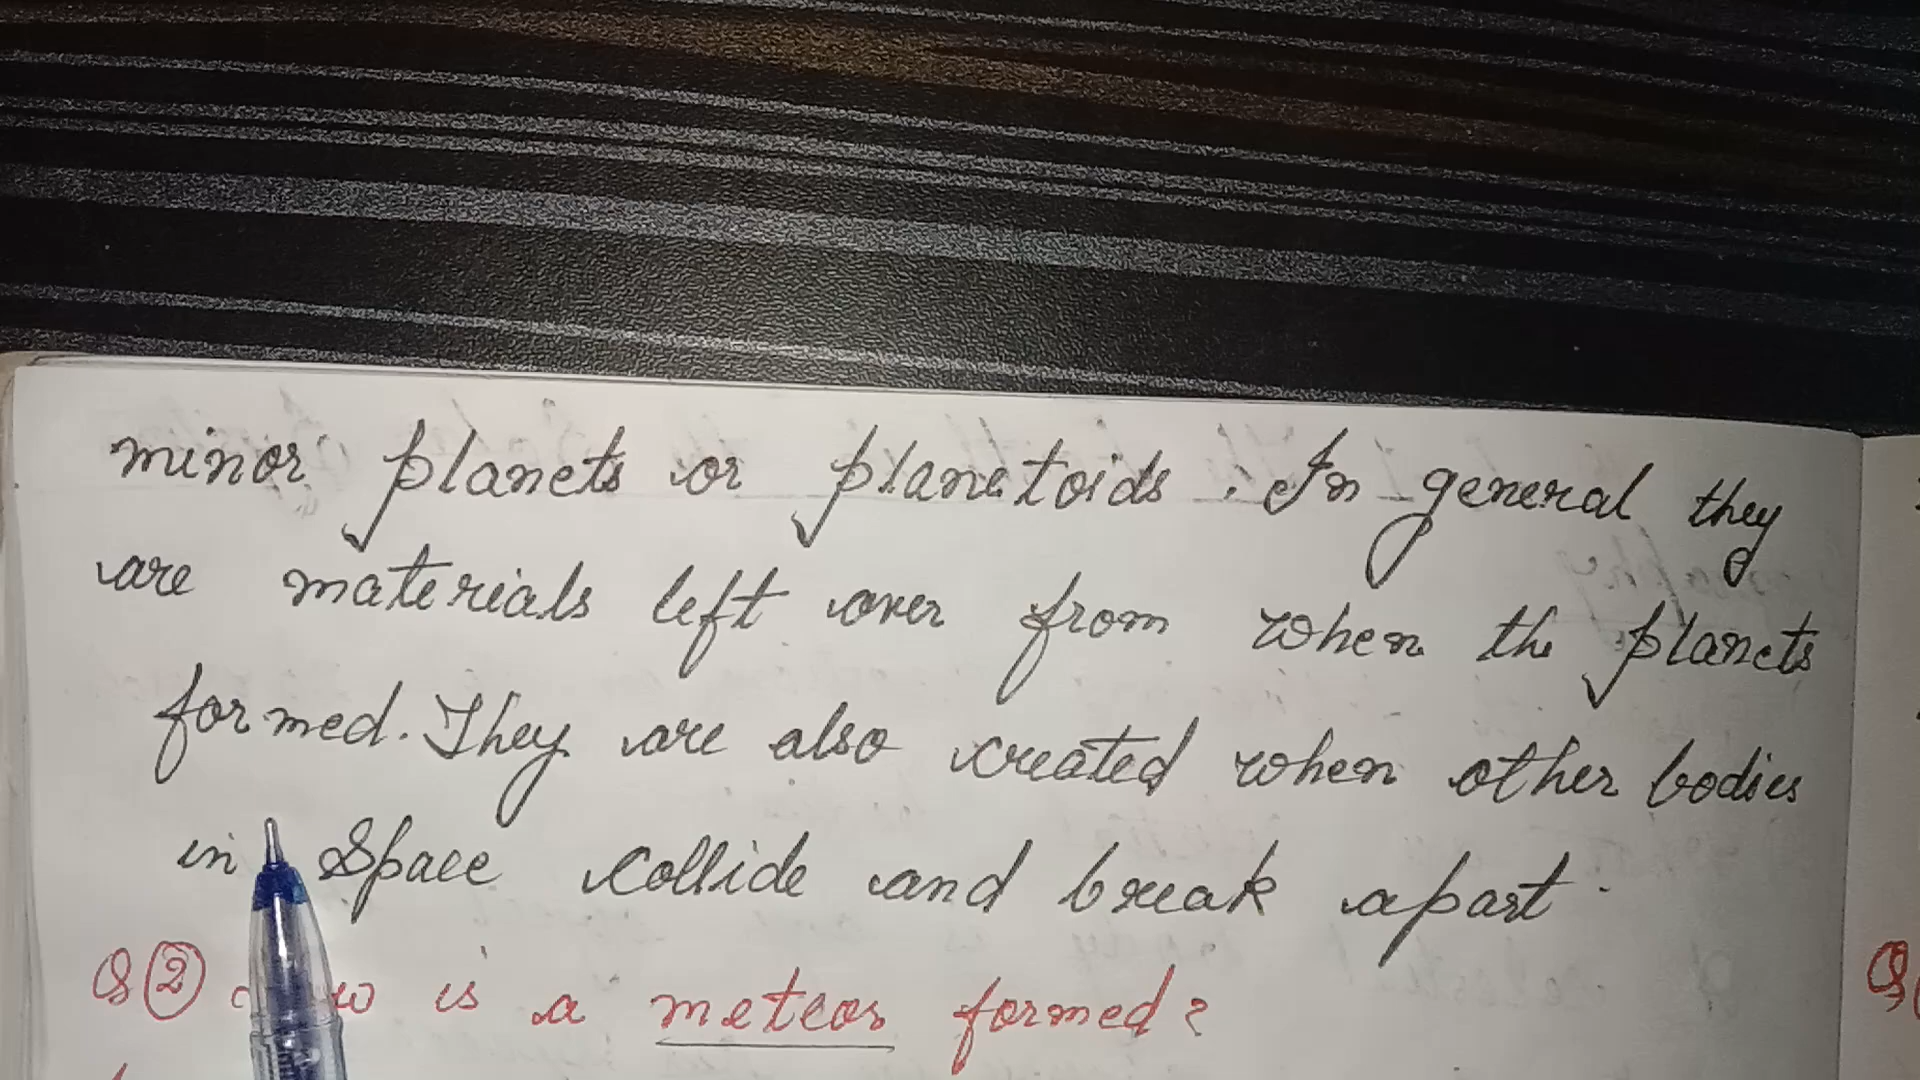 minor planets or planetoids. In general they
are materials left over from when the planets
formed. They are also created when other bodies
in Space collide and break apart.
Q 2 is a meteor formed?
Q